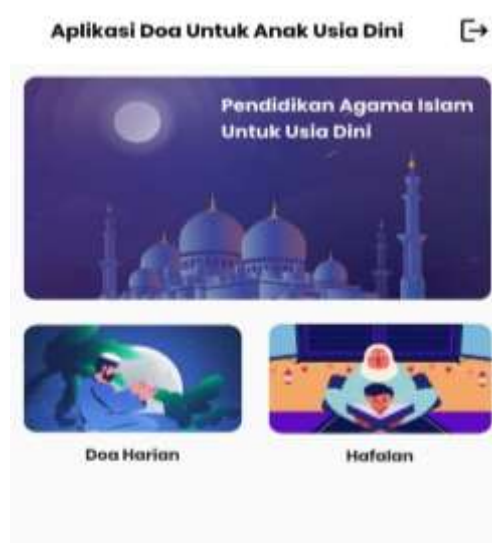 Aplikasi Doa Untuk Anak Usia Dini
Pendidikan Agama Islam
Untuk Usia Dini
Doa Harian
Hafalan